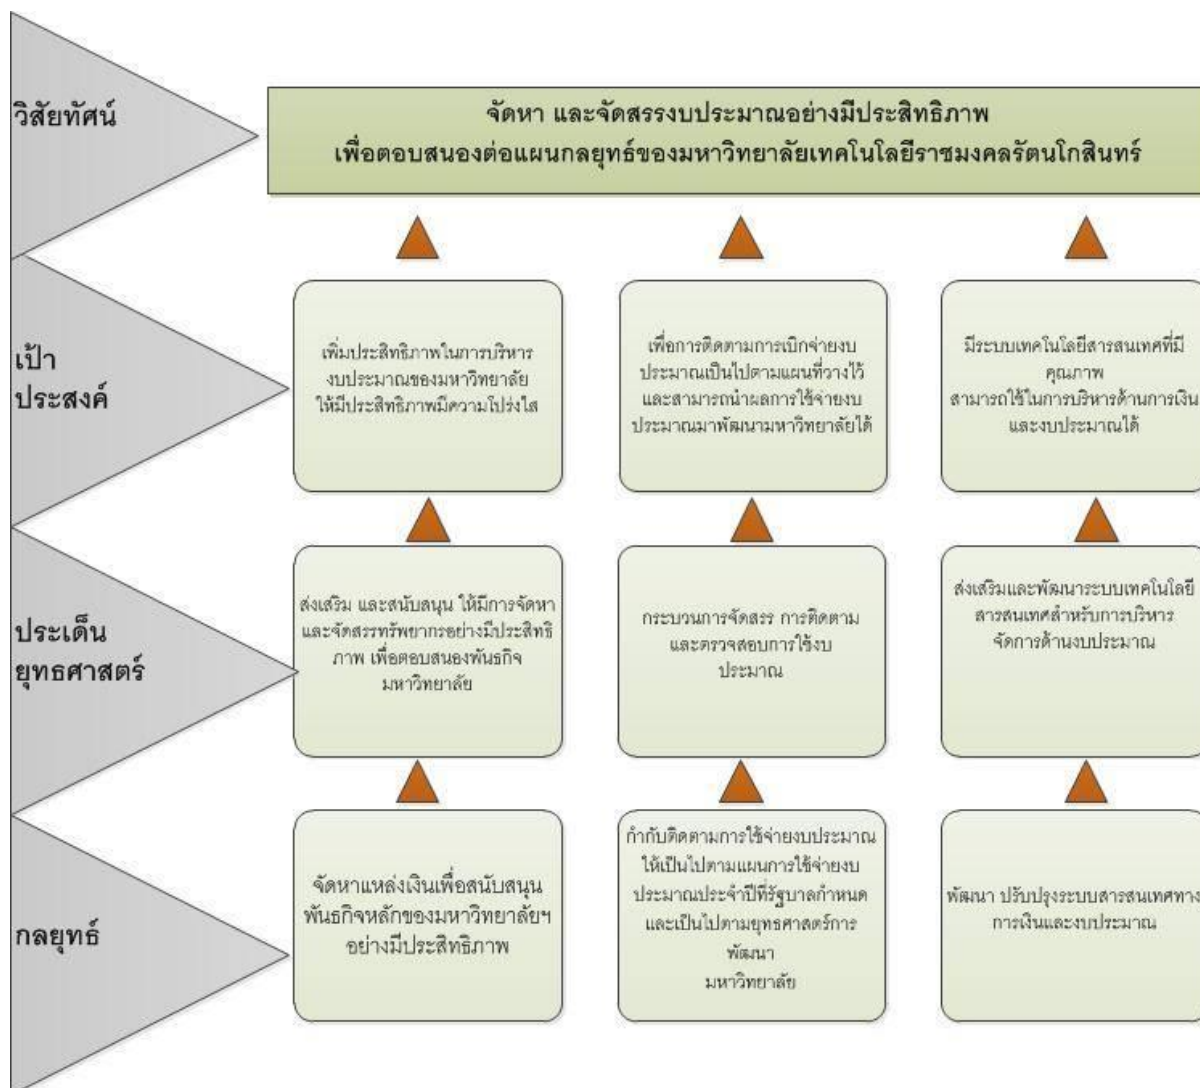 วิสัยทัศน์
จัดหา และจัดสรรงบประมาณอย่างมีประสิทธิภาพ
เพื่อตอบสนองต่อแผนกลยุทธ์ของมหาวิทยาลัยเทคโนโลยีราชมงคลรัตนโกสินทร์
เป้า
ประสงค์
เพิ่มประสิทธิภาพในการบริหาร
งบประมาณของมหาวิทยาลัย
ให้มีประสิทธิภาพมีความโปร่งใส
เพื่อการติดตามการเบิกจ่ายงบ
ประมาณเป็นไปตามแผนที่วางไว้
และสามารถนำผลการใช้จ่ายงบ
ประมาณมาพัฒนามหาวิทยาลัยได้
มีระบบเทคโนโลยีสารสนเทศที่มี
คุณภาพ
สามารถใช้ในการบริหารด้านการเงิน
และงบประมาณได้
ประเด็น
ยุทธศาสตร์
ส่งเสริม และสนับสนุน ให้มีการจัดหา
และจัดสรรทรัพยากรอย่างมีประสิทธิ
ภาพ เพื่อตอบสนองพันธกิจ
มหาวิทยาลัย
กระบวนการจัดสรร การติดตาม
และตรวจสอบการใช้งบ
ประมาณ
ส่งเสริมและพัฒนาระบบเทคโนโลยี
สารสนเทศสำหรับการบริหาร
จัดการด้านงบประมาณ
กลยุทธ์
จัดหาแหล่งเงินเพื่อสนับสนุน
พันธกิจหลักของมหาวิทยาลัยฯ
อย่างมีประสิทธิภาพ
กำกับติดตามการใช้จ่ายงบประมาณ
ให้เป็นไปตามแผนการใช้จ่ายงบ
ประมาณประจำปีที่รัฐบาลกำหนด
และเป็นไปตามยุทธศาสตร์การ
พัฒนา
มหาวิทยาลัย
พัฒนา ปรับปรุงระบบสารสนเทศทาง
การเงินและงบประมาณ